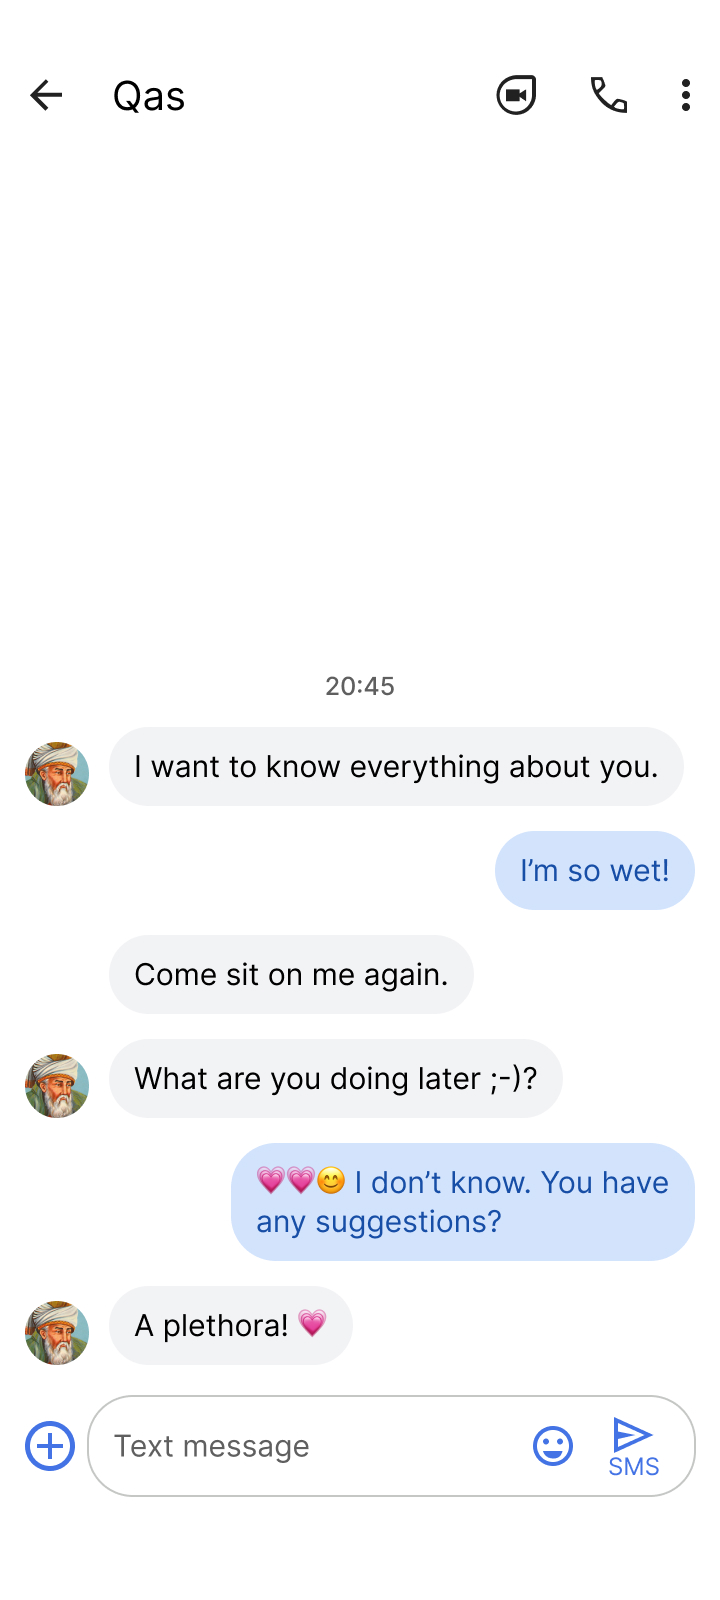 Qas
20:45
I want to know everything about you.
I’m so wet!
Come sit on me again.
What are you doing later ;-)?
💗💗😊 I don’t know. You have
any suggestions?
A plethora! 💗
Text message
SMS